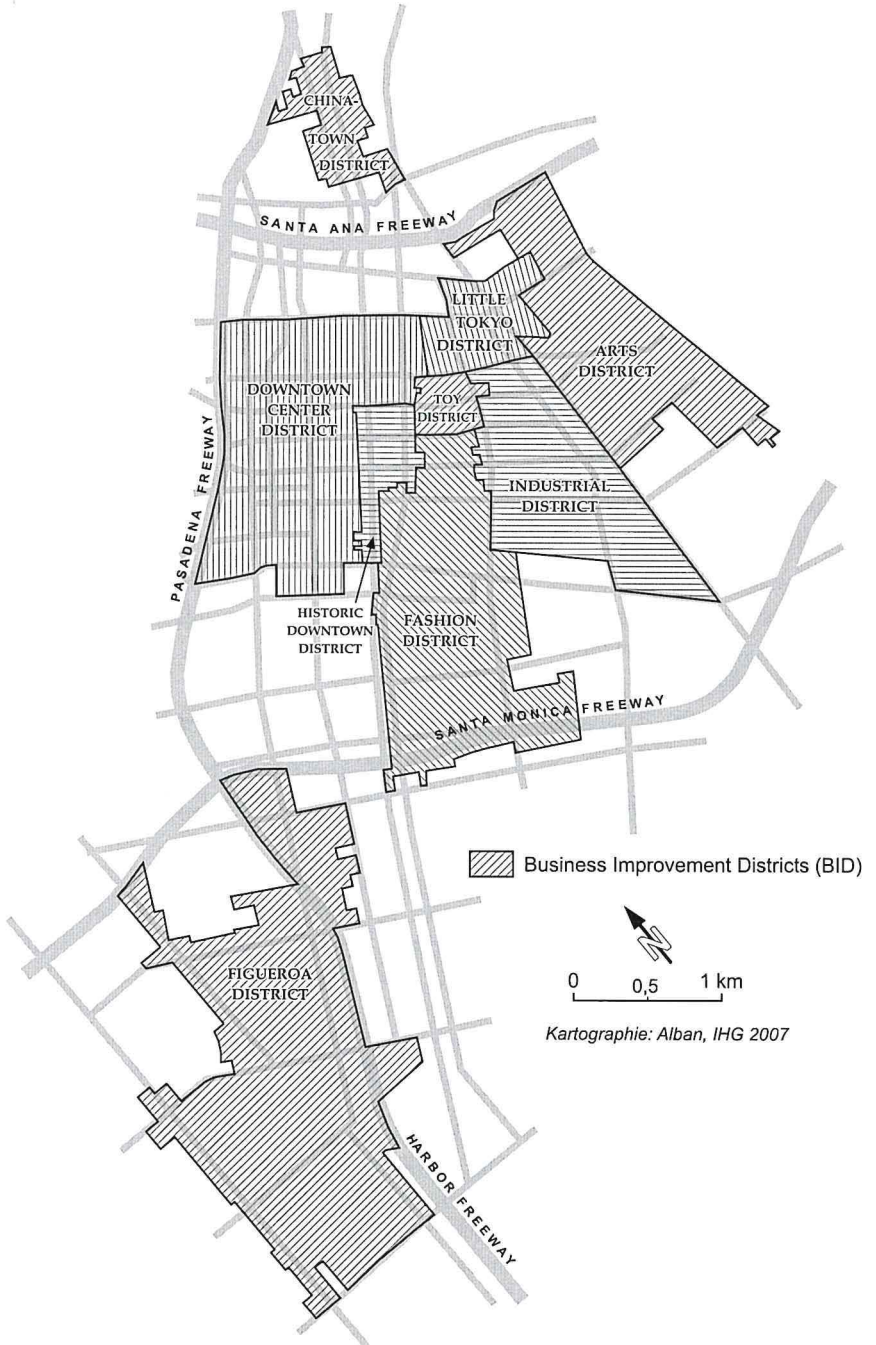 CHINA-
TOWN
DISTRICT
SANTA ANA FREEWAY
LITTLE
TOKYO
DISTRICT
ARTS
DISTRICT
DOWNTOWN
CENTER
DISTRICT
TOY
DISTRICT
PASADENA FREEWAY
INDUSTRIAL
DISTRICT
HISTORIC
DOWNTOWN
DISTRICT
FASHION
DISTRICT
SANTA MONICA FREEWAY
Business Improvement Districts (BID)
N
0 0,5 1 km
Kartographie: Alban, IHG 2007
FIGUEROA
DISTRICT
HARBOR FREEWAY